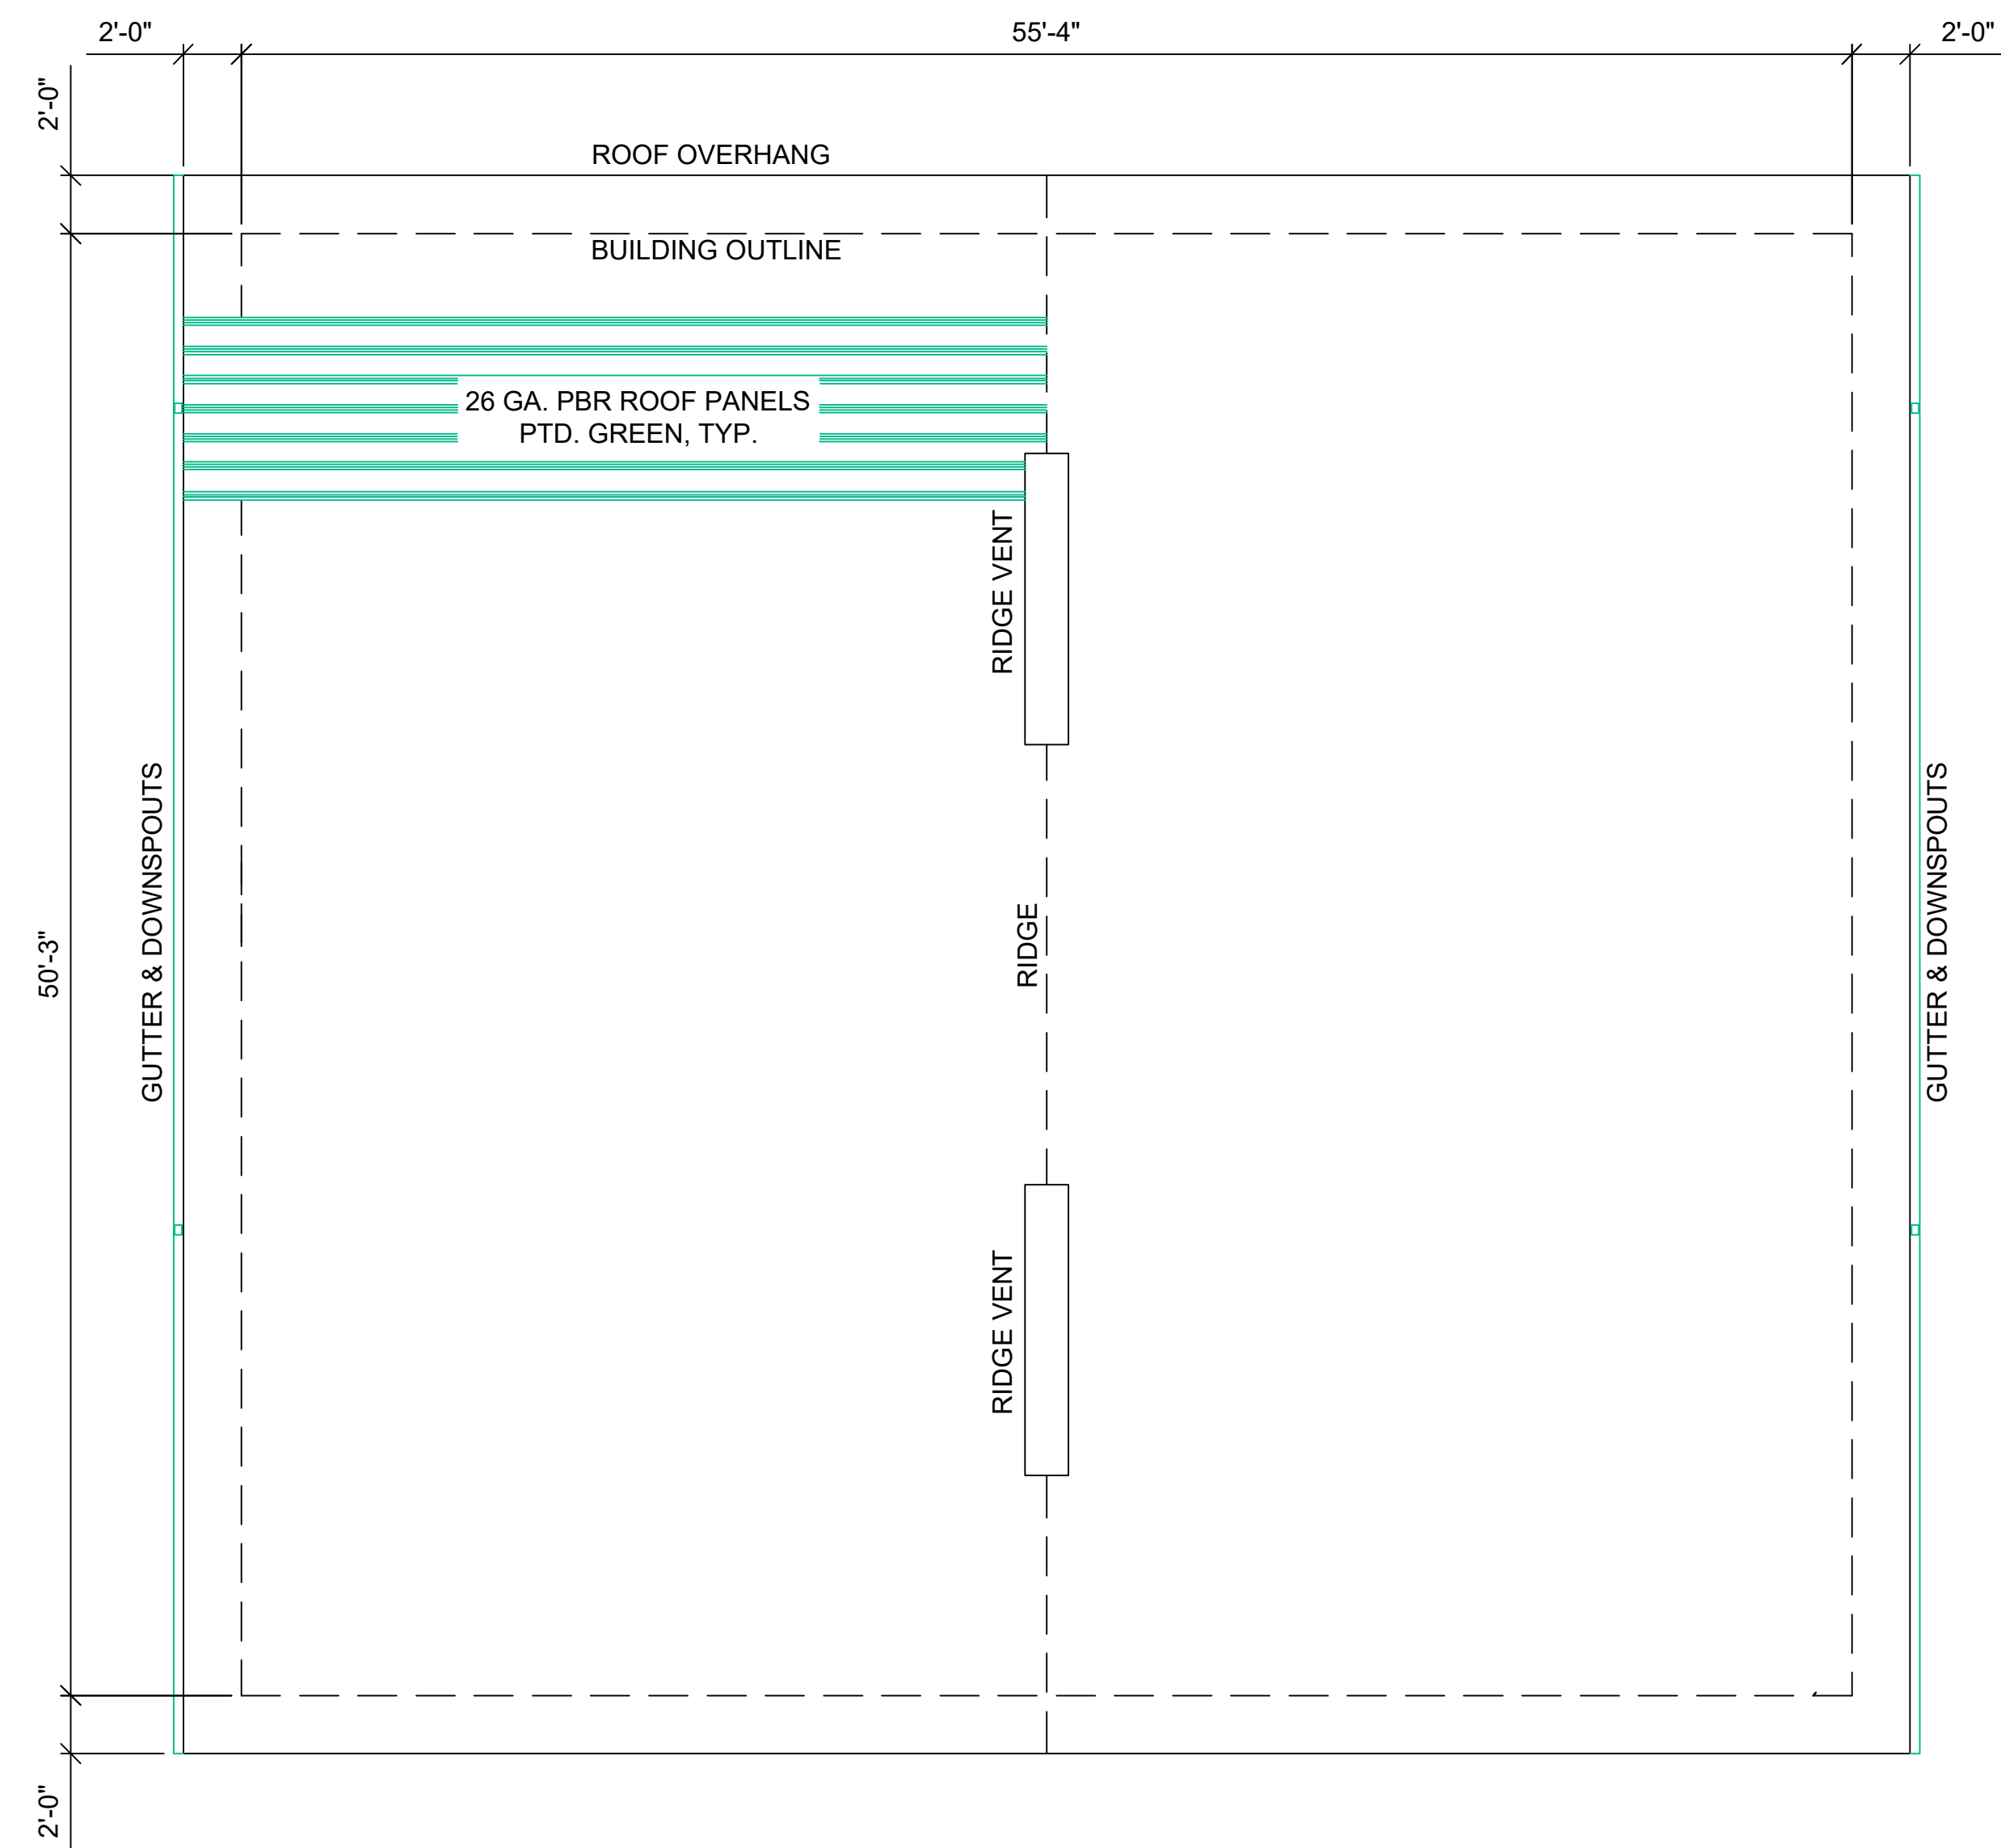 2'-0"
55'-4"
2'-0"
2'-0"
ROOF OVERHANG
BUILDING OUTLINE
26 GA. PBR ROOF PANELS
PTD. GREEN, TYP.
RIDGE VENT
GUTTER & DOWNSPOUTS
50'-3"
RIDGE
GUTTER & DOWNSPOUTS
RIDGE VENT
2'-0"